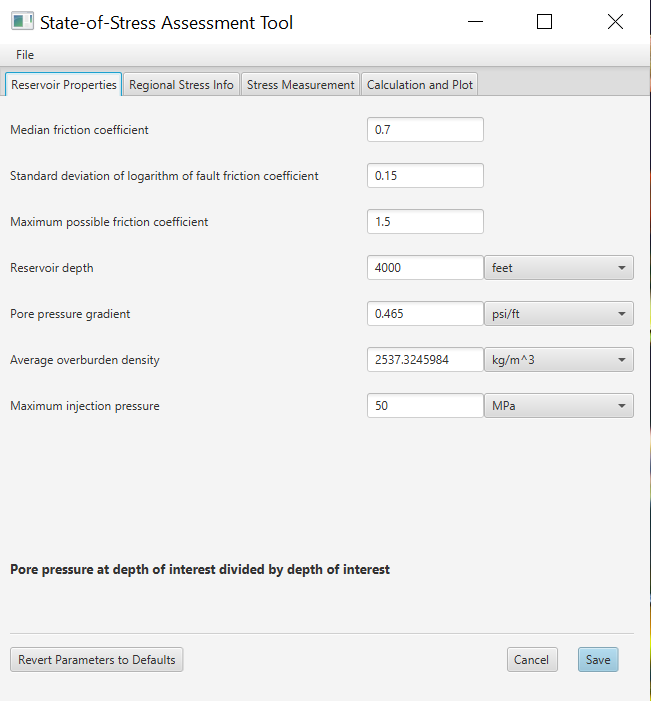 State-of-Stress Assessment Tool
File
Reservoir Properties Regional Stress Info Stress Measurement Calculation and Plot
Median friction coefficient 0.7
Standard deviation of logarithm of fault friction coefficient 0.15
Maximum possible friction coefficient 1.5
Reservoir depth 4000 feet
Pore pressure gradient 0.465 psi/ft
Average overburden density 2537.3245984 kg/m^3
Maximum injection pressure 50 MPa
Pore pressure at depth of interest divided by depth of interest
Revert Parameters to Defaults Cancel Save